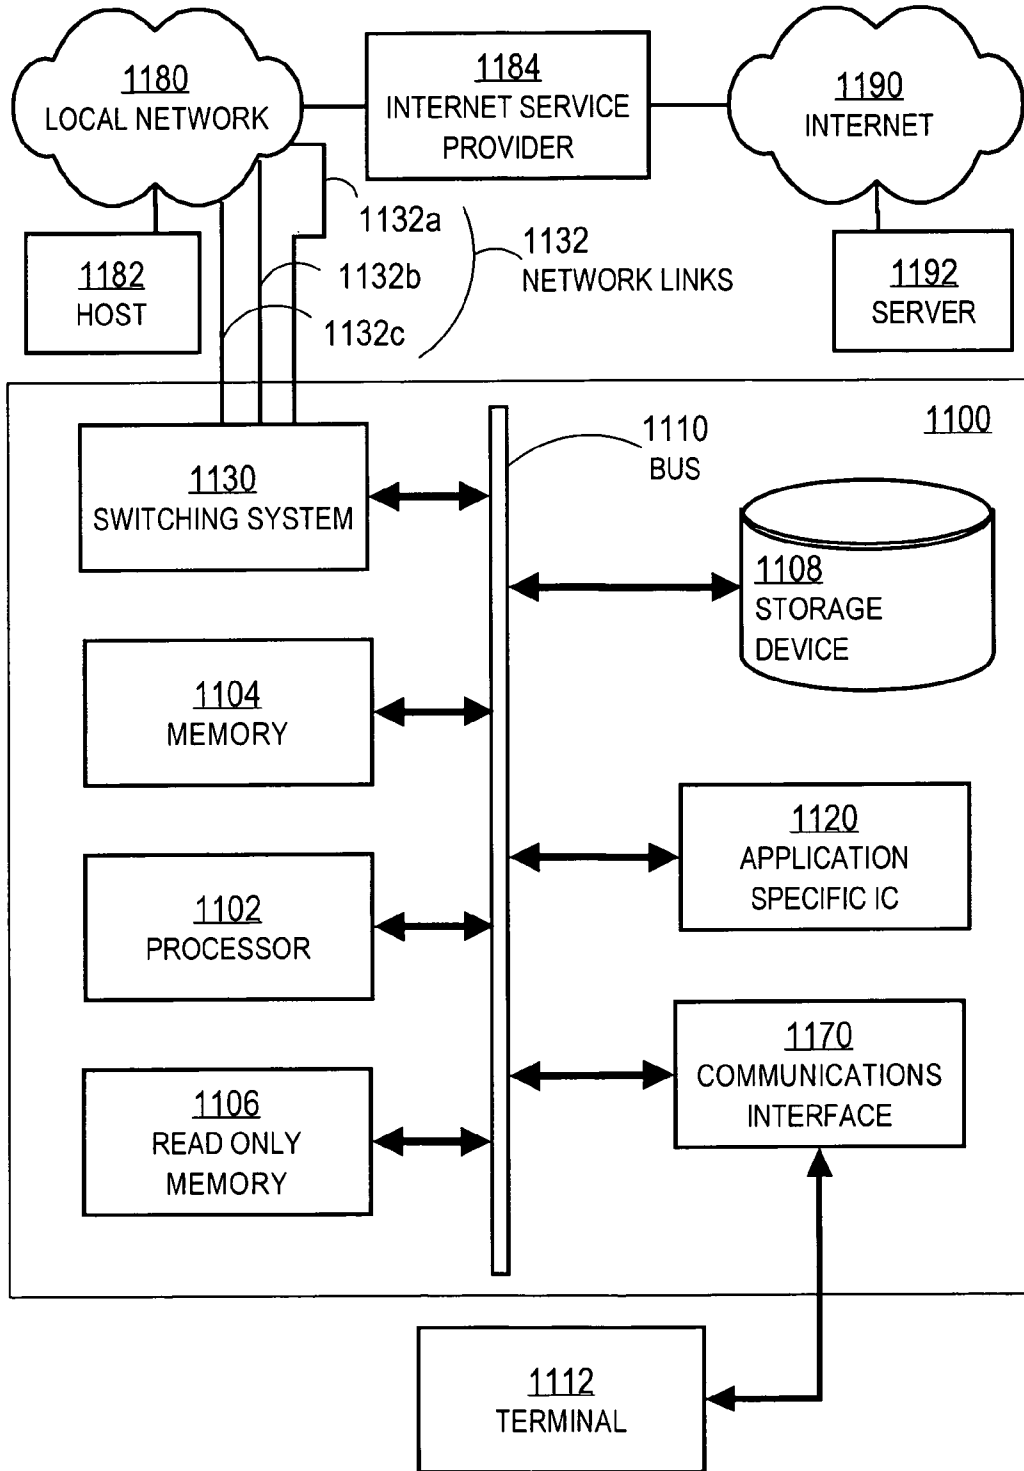 1180
LOCAL NETWORK
1184
INTERNET SERVICE
PROVIDER
1190
INTERNET
1132a
1132b
1132c
1132
NETWORK LINKS
1182
HOST
1192
SERVER
1100
1110
BUS
1130
SWITCHING SYSTEM
1108
STORAGE
DEVICE
1104
MEMORY
1120
APPLICATION
SPECIFIC IC
1102
PROCESSOR
1170
COMMUNICATIONS
INTERFACE
1106
READ ONLY
MEMORY
1112
TERMINAL